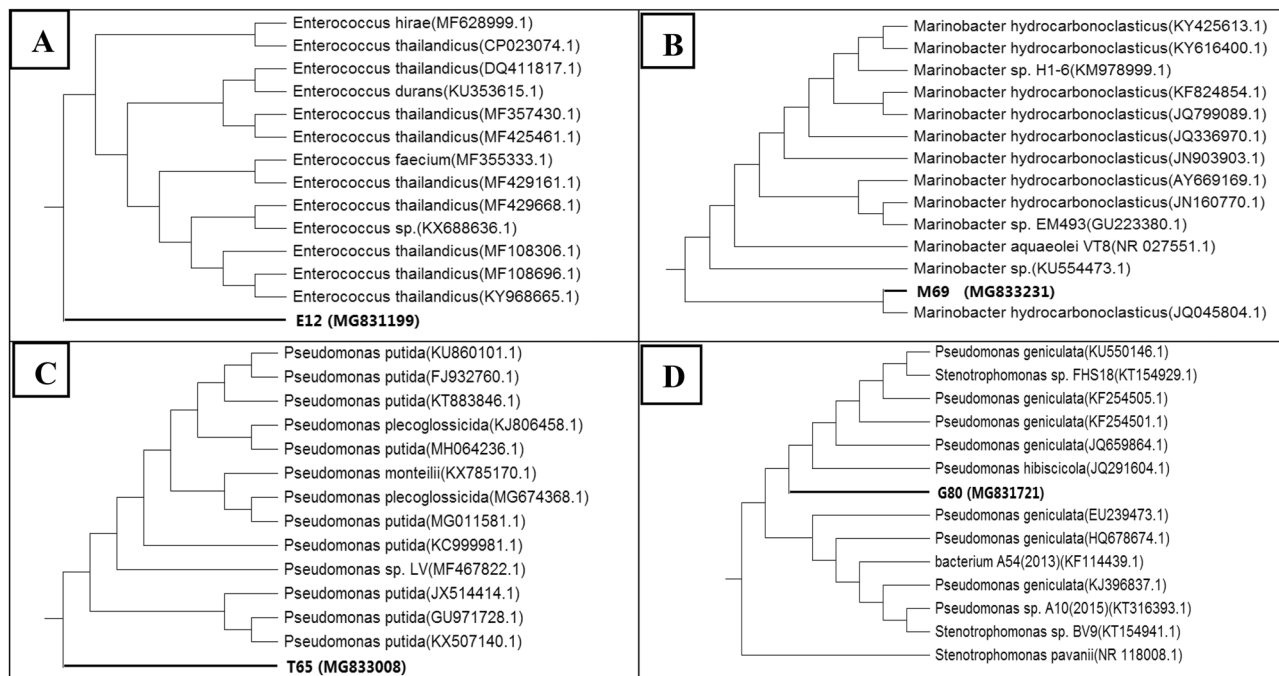 A
Enterococcus hirae(MF628999.1)
Enterococcus thailandicus(CP023074.1)
Enterococcus thailandicus(DQ411817.1)
Enterococcus durans(KU353615.1)
Enterococcus thailandicus(MF357430.1)
Enterococcus thailandicus(MF425461.1)
Enterococcus faecium(MF355333.1)
Enterococcus thailandicus(MF429161.1)
Enterococcus thailandicus(MF429668.1)
Enterococcus sp.(KX688636.1)
Enterococcus thailandicus(MF108306.1)
Enterococcus thailandicus(MF108696.1)
Enterococcus thailandicus(KY968665.1)
E12 (MG831199)
B
Marinobacter hydrocarbonoclasticus(KY425613.1)
Marinobacter hydrocarbonoclasticus(KY616400.1)
Marinobacter sp. H1-6(KM978999.1)
Marinobacter hydrocarbonoclasticus(KF824854.1)
Marinobacter hydrocarbonoclasticus(JQ799089.1)
Marinobacter hydrocarbonoclasticus(JQ336970.1)
Marinobacter hydrocarbonoclasticus(JN903903.1)
Marinobacter hydrocarbonoclasticus(AY669169.1)
Marinobacter hydrocarbonoclasticus(JN160770.1)
Marinobacter sp. EM493(GU223380.1)
Marinobacter aquaeolei VT8(NR 027551.1)
Marinobacter sp.(KU554473.1)
M69 (MG833231)
Marinobacter hydrocarbonoclasticus(JQ045804.1)
C
Pseudomonas putida(KU860101.1)
Pseudomonas putida(FJ932760.1)
Pseudomonas putida(KT883846.1)
Pseudomonas plecoglossicida(KJ806458.1)
Pseudomonas putida(MH064236.1)
Pseudomonas monteilii(KX785170.1)
Pseudomonas plecoglossicida(MG674368.1)
Pseudomonas putida(MG011581.1)
Pseudomonas putida(KC999981.1)
Pseudomonas sp. LV(MF467822.1)
Pseudomonas putida(JX514414.1)
Pseudomonas putida(GU971728.1)
Pseudomonas putida(KX507140.1)
T65 (MG833008)
D
Pseudomonas geniculata(KU550146.1)
Stenotrophomonas sp. FHS18(KT154929.1)
Pseudomonas geniculata(KF254505.1)
Pseudomonas geniculata(KF254501.1)
Pseudomonas geniculata(JQ659864.1)
Pseudomonas hibiscicola(JQ291604.1)
G80 (MG831721)
Pseudomonas geniculata(EU239473.1)
Pseudomonas geniculata(HQ678674.1)
bacterium A54(2013)(KF114439.1)
Pseudomonas geniculata(KJ396837.1)
Pseudomonas sp. A10(2015)(KT316393.1)
Stenotrophomonas sp. BV9(KT154941.1)
Stenotrophomonas pavanii(NR 118008.1)